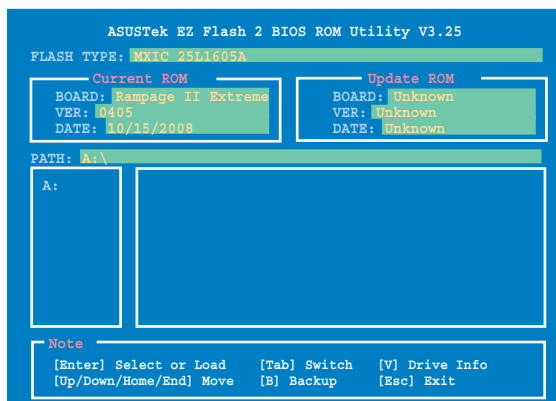 ASUSTek EZ Flash 2 BIOS ROM Utility V3.25
FLASH TYPE: MXIC 25L1605A
Current ROM
BOARD: Rampage II Extreme
VER: 0405
DATE: 10/15/2008
Update ROM
BOARD: Unknown
VER: Unknown
DATE: Unknown
PATH: A:\
A:
Note
[Enter] Select or Load [Tab] Switch [V] Drive Info
[Up/Down/Home/End] Move [B] Backup [Esc] Exit